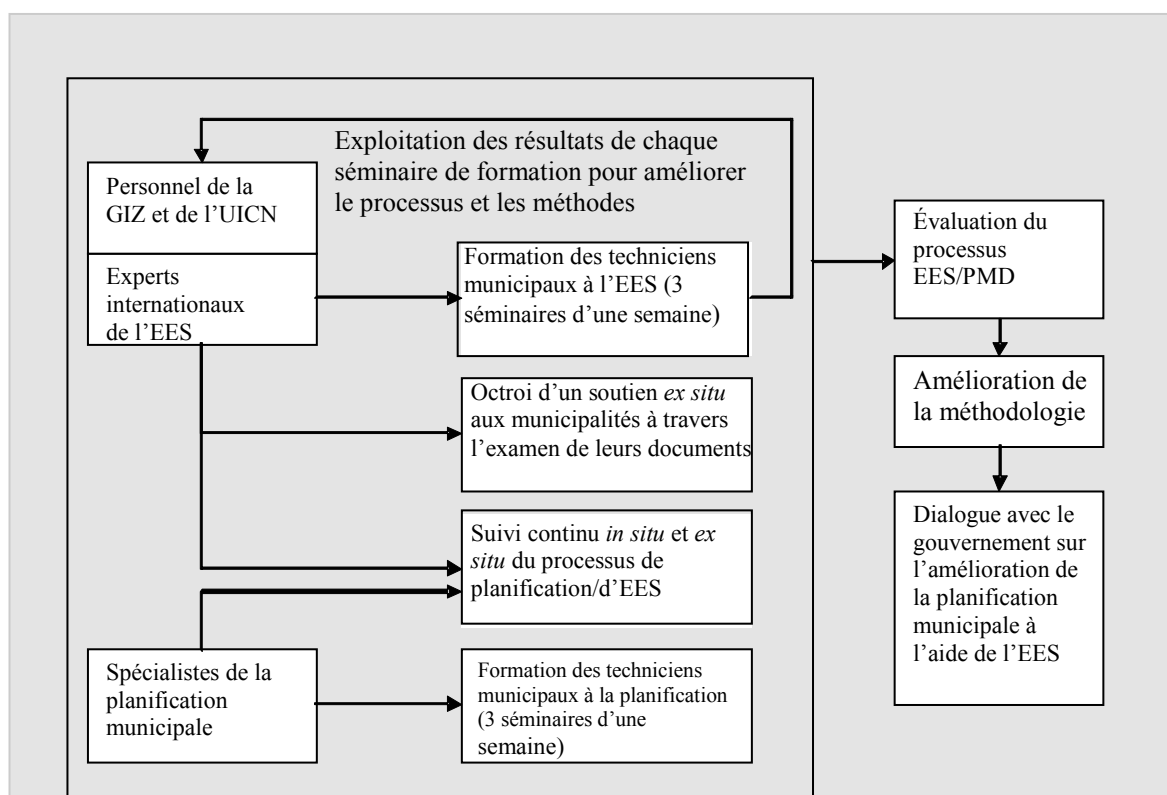 Exploitation des résultats de chaque
séminaire de formation pour améliorer
le processus et les méthodes
Personnel de la
GIZ et de l’UICN
Experts
internationaux
de l’EES
Formation des techniciens
municipaux à l’EES (3
séminaires d’une semaine)
Octroi d’un soutien ex situ
aux municipalités à travers
l’examen de leurs documents
Suivi continu in situ et ex
situ du processus de
planification/d’EES
Spécialistes de la
planification
municipale
Formation des techniciens
municipaux à la planification
(3 séminaires d’une
semaine)
Évaluation du
processus
EES/PMD
Amélioration de
la méthodologie
Dialogue avec le
gouvernement sur
l’amélioration de
la planification
municipale à
l’aide de l’EES